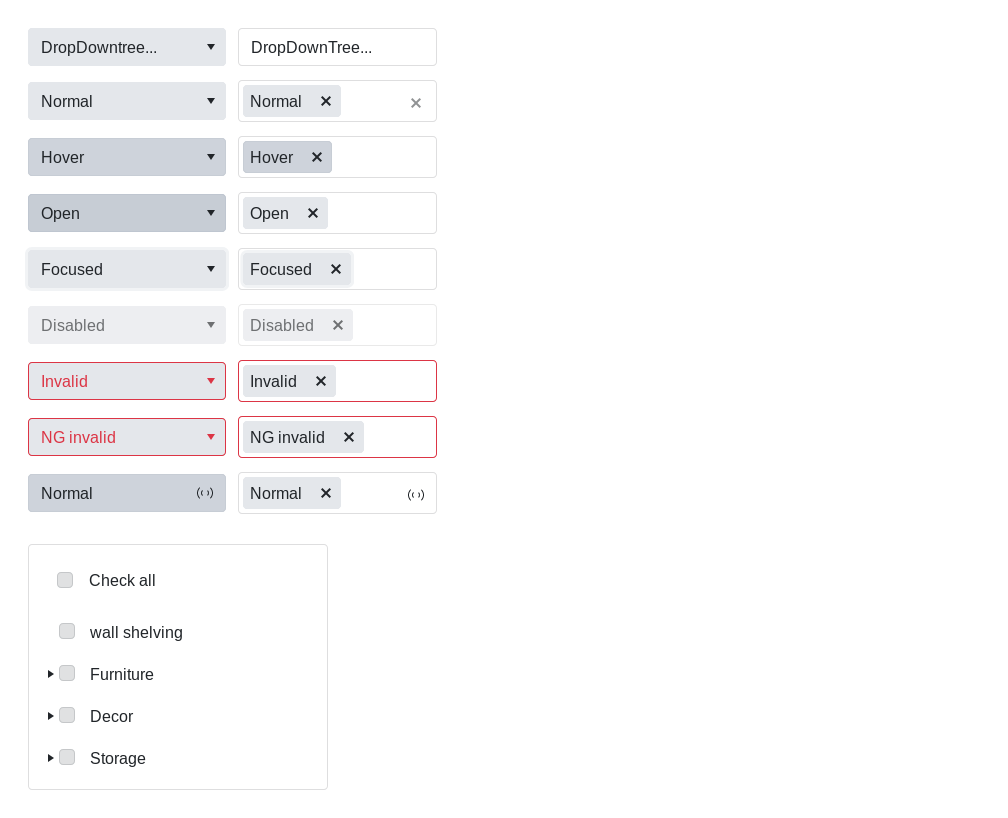 DropDowntree... DropDownTree...
Normal Normal
Hover Hover
Open Open
Focused Focused
Disabled Disabled
Invalid Invalid
NG invalid NG invalid
Normal Normal
Check all
wall shelving
Furniture
Decor
Storage